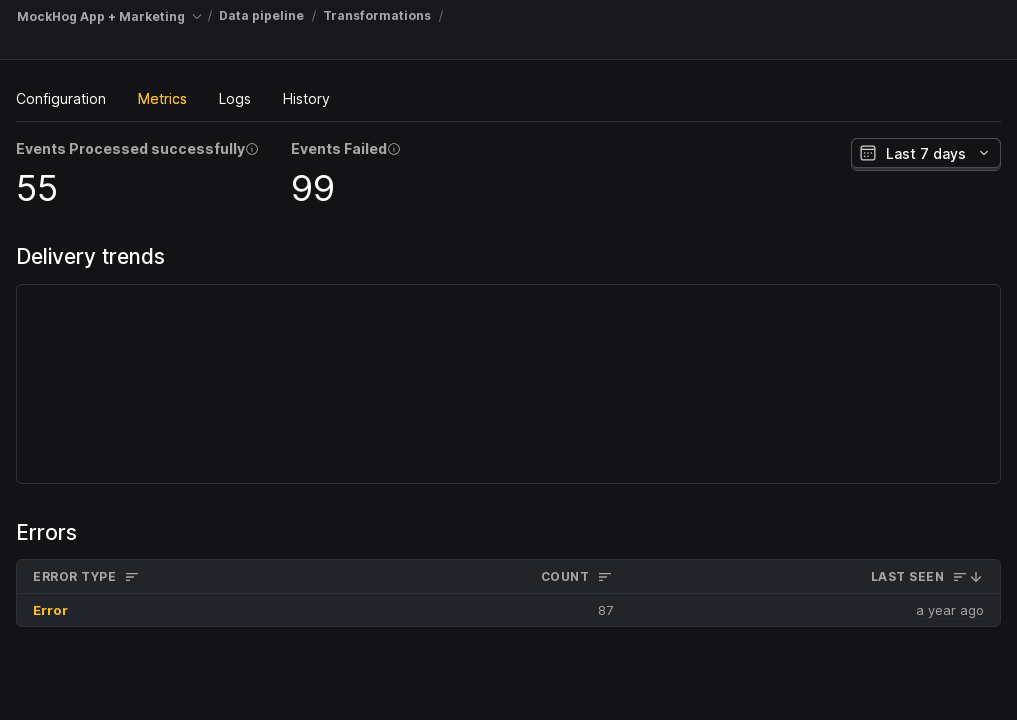 MockHog App + Marketing / Data pipeline / Transformations /
Configuration Metrics Logs History
Events Processed successfully Events Failed
Last 7 days
55 99
Delivery trends
Errors
ERROR TYPE COUNT LAST SEEN
Error 87 a year ago